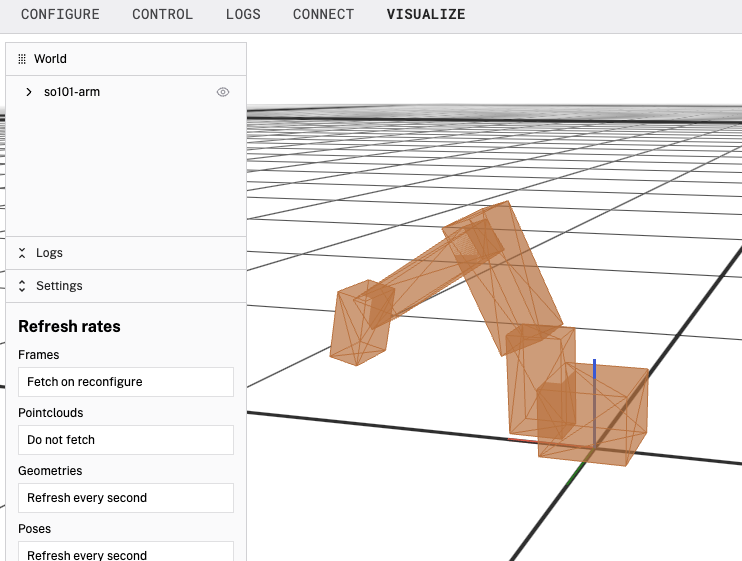 CONFIGURE CONTROL LOGS CONNECT VISUALIZE
World
so101-arm
Logs
Settings
Refresh rates
Frames
Fetch on reconfigure
Pointclouds
Do not fetch
Geometries
Refresh every second
Poses
Refresh every second